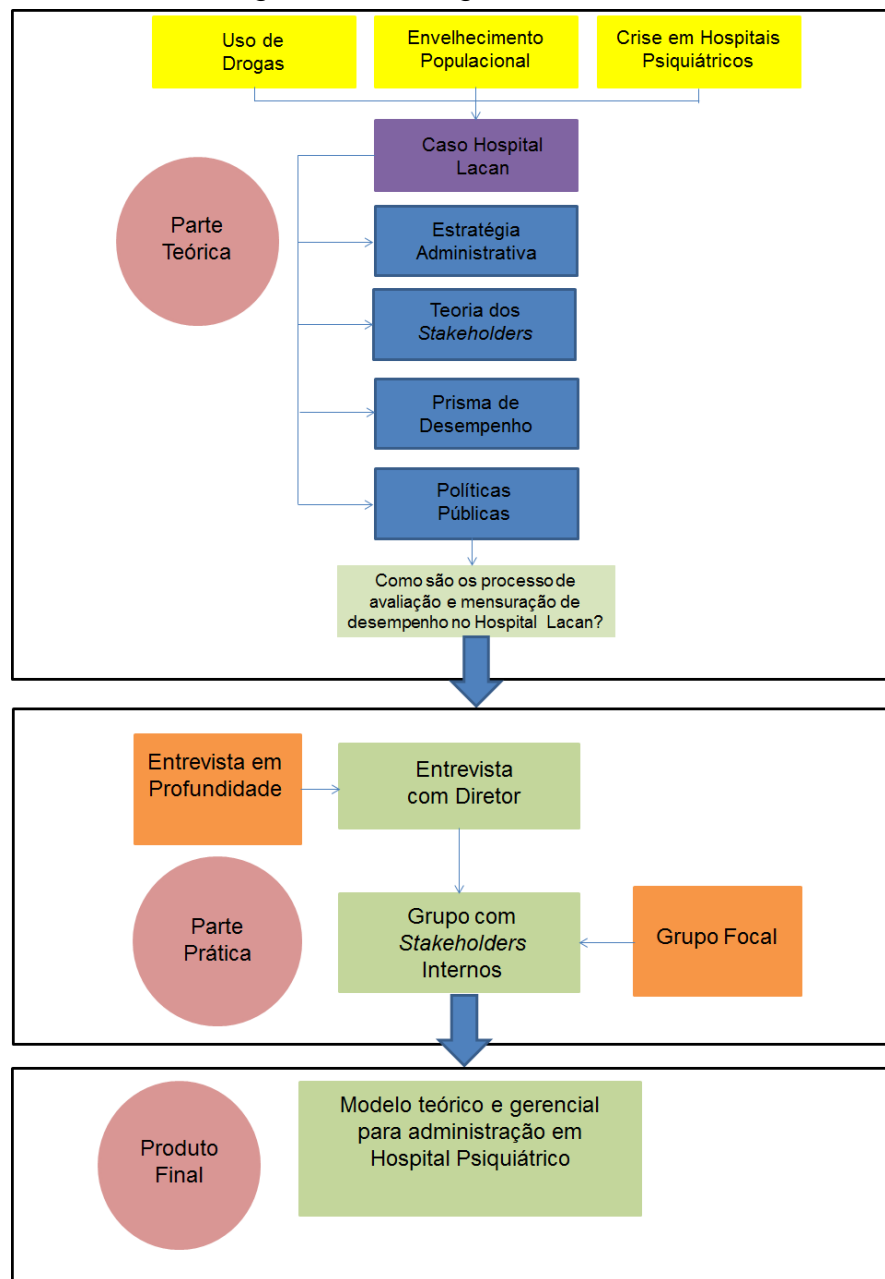 Uso de
Drogas
Envelhecimento
Populacional
Crise em Hospitais
Psiquiátricos
Caso Hospital
Lacan
Parte
Teórica
Estratégia
Administrativa
Teoria dos
Stakeholders
Prisma de
Desempenho
Políticas
Públicas
Como são os processo de
avaliação e mensuração de
desempenho no Hospital Lacan?
Entrevista em
Profundidade
Entrevista
com Diretor
Parte
Prática
Grupo com
Stakeholders
Internos
Grupo Focal
Produto
Final
Modelo teórico e gerencial
para administração em
Hospital Psiquiátrico